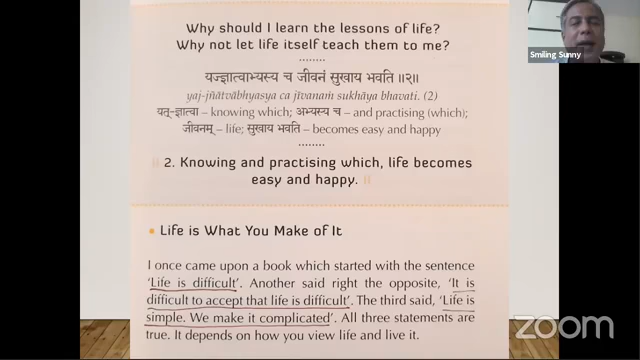 Why should I learn the lessons of life?
Why not let life itself teach them to me?
Smiling Sunny
यज्ज्ञात्वाभ्यस्य च जीवनं सुखाय भवति ॥२॥
yaj-jñātvābhyasya ca jīvanaṁ sukhāya bhavati. (2)
यत्-ज्ञात्वा – knowing which; अभ्यस्य च – and practising (which);
जीवनम् – life; सुखाय भवति – becomes easy and happy
2. Knowing and practising which, life becomes
easy and happy.
• Life is What You Make of It
I once came upon a book which started with the sentence
‘Life is difficult’. Another said right the opposite, ‘It is
difficult to accept that life is difficult’. The third said, ‘Life is
simple. We make it complicated’. All three statements are
true. It depends on how you view life and live it.
zoom